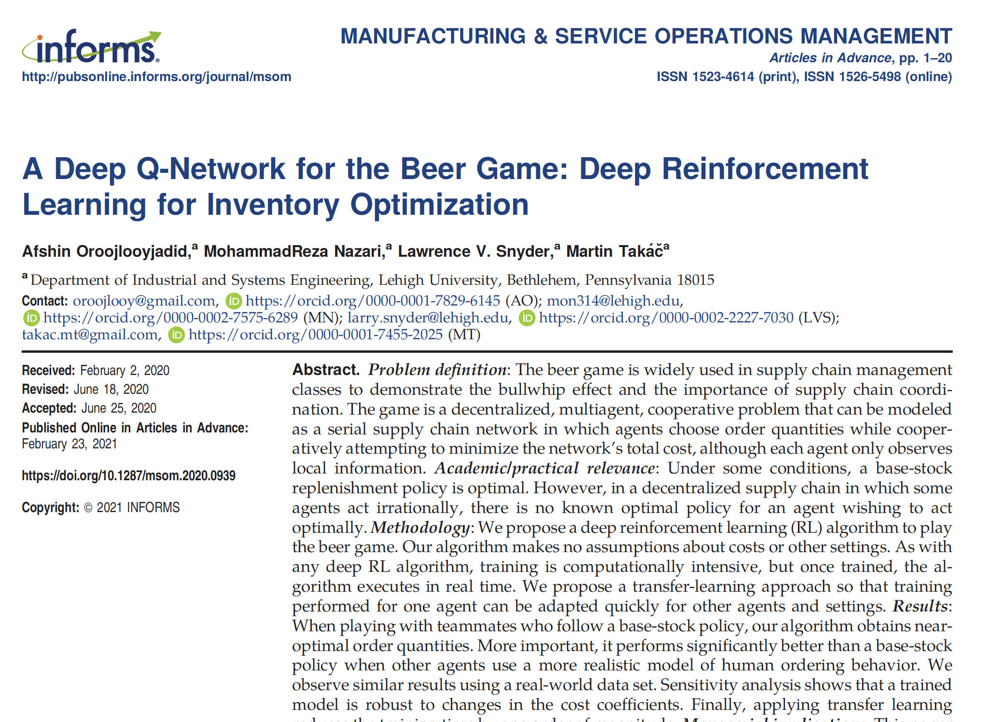 informs®
http://pubsonline.informs.org/journal/msom
MANUFACTURING & SERVICE OPERATIONS MANAGEMENT
Articles in Advance, pp. 1–20
ISSN 1523-4614 (print), ISSN 1526-5498 (online)
A Deep Q-Network for the Beer Game: Deep Reinforcement
Learning for Inventory Optimization
Afshin Oroojlooyjadid,a MohammadReza Nazari,a Lawrence V. Snyder,a Martin Takáča
a Department of Industrial and Systems Engineering, Lehigh University, Bethlehem, Pennsylvania 18015
Contact: oroojlooy@gmail.com, iD https://orcid.org/0000-0001-7829-6145 (AO); mon314@lehigh.edu,
iD https://orcid.org/0000-0002-7575-6289 (MN); larry.snyder@lehigh.edu, iD https://orcid.org/0000-0002-2227-7030 (LVS);
takac.mt@gmail.com, iD https://orcid.org/0000-0001-7455-2025 (MT)
Received: February 2, 2020
Revised: June 18, 2020
Accepted: June 25, 2020
Published Online in Articles in Advance:
February 23, 2021
https://doi.org/10.1287/msom.2020.0939
Copyright: © 2021 INFORMS
Abstract. Problem definition: The beer game is widely used in supply chain management
classes to demonstrate the bullwhip effect and the importance of supply chain coordi-
nation. The game is a decentralized, multiagent, cooperative problem that can be modeled
as a serial supply chain network in which agents choose order quantities while cooper-
atively attempting to minimize the network's total cost, although each agent only observes
local information. Academic/practical relevance: Under some conditions, a base-stock
replenishment policy is optimal. However, in a decentralized supply chain in which some
agents act irrationally, there is no known optimal policy for an agent wishing to act
optimally. Methodology: We propose a deep reinforcement learning (RL) algorithm to play
the beer game. Our algorithm makes no assumptions about costs or other settings. As with
any deep RL algorithm, training is computationally intensive, but once trained, the al-
gorithm executes in real time. We propose a transfer-learning approach so that training
performed for one agent can be adapted quickly for other agents and settings. Results:
When playing with teammates who follow a base-stock policy, our algorithm obtains near-
optimal order quantities. More important, it performs significantly better than a base-stock
policy when other agents use a more realistic model of human ordering behavior. We
observe similar results using a real-world data set. Sensitivity analysis shows that a trained
model is robust to changes in the cost coefficients. Finally, applying transfer learning